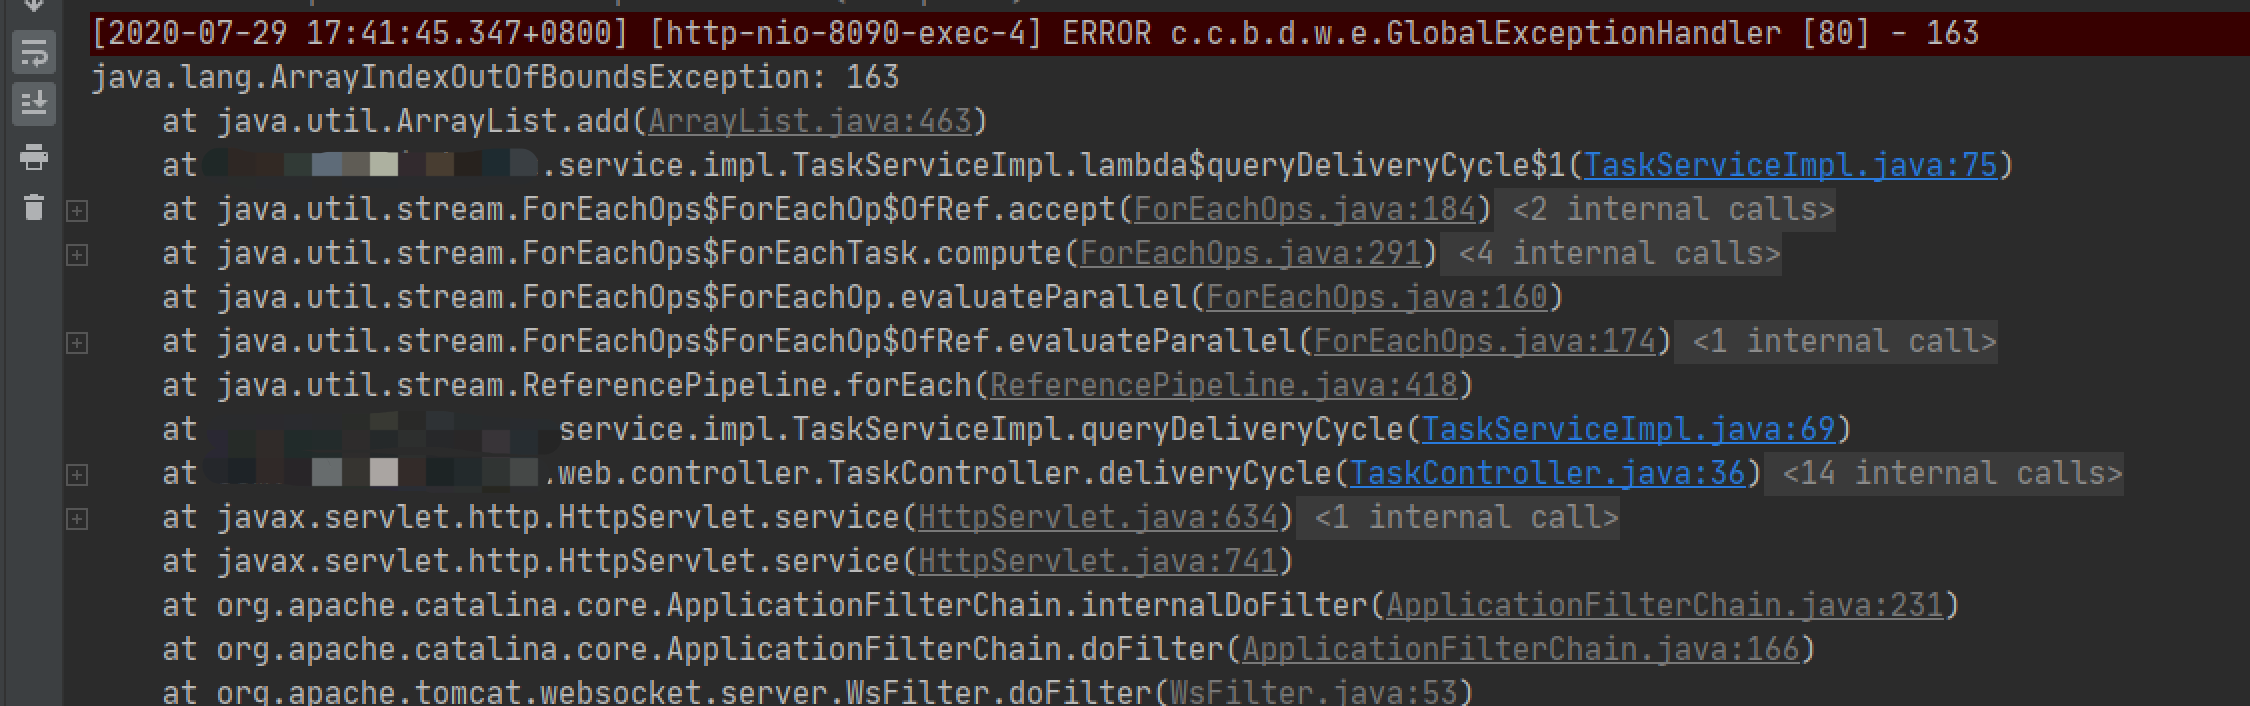 [2020-07-29 17:41:45.347+0800] [http-nio-8090-exec-4] ERROR c.c.b.d.w.e.GlobalExceptionHandler [80] - 163
java.lang.ArrayIndexOutOfBoundsException: 163
at java.util.ArrayList.add(ArrayList.java:463)
at .service.impl.TaskServiceImpl.lambda$queryDeliveryCycle$1(TaskServiceImpl.java:75)
at java.util.stream.ForEachOps$ForEachOp$OfRef.accept(ForEachOps.java:184) <2 internal calls>
at java.util.stream.ForEachOps$ForEachTask.compute(ForEachOps.java:291) <4 internal calls>
at java.util.stream.ForEachOps$ForEachOp.evaluateParallel(ForEachOps.java:160)
at java.util.stream.ForEachOps$ForEachOp$OfRef.evaluateParallel(ForEachOps.java:174) <1 internal call>
at java.util.stream.ReferencePipeline.forEach(ReferencePipeline.java:418)
at service.impl.TaskServiceImpl.queryDeliveryCycle(TaskServiceImpl.java:69)
at .web.controller.TaskController.deliveryCycle(TaskController.java:36) <14 internal calls>
at javax.servlet.http.HttpServlet.service(HttpServlet.java:634) <1 internal call>
at javax.servlet.http.HttpServlet.service(HttpServlet.java:741)
at org.apache.catalina.core.ApplicationFilterChain.internalDoFilter(ApplicationFilterChain.java:231)
at org.apache.catalina.core.ApplicationFilterChain.doFilter(ApplicationFilterChain.java:166)
at org.apache.tomcat.websocket.server.WsFilter.doFilter(WsFilter.java:53)